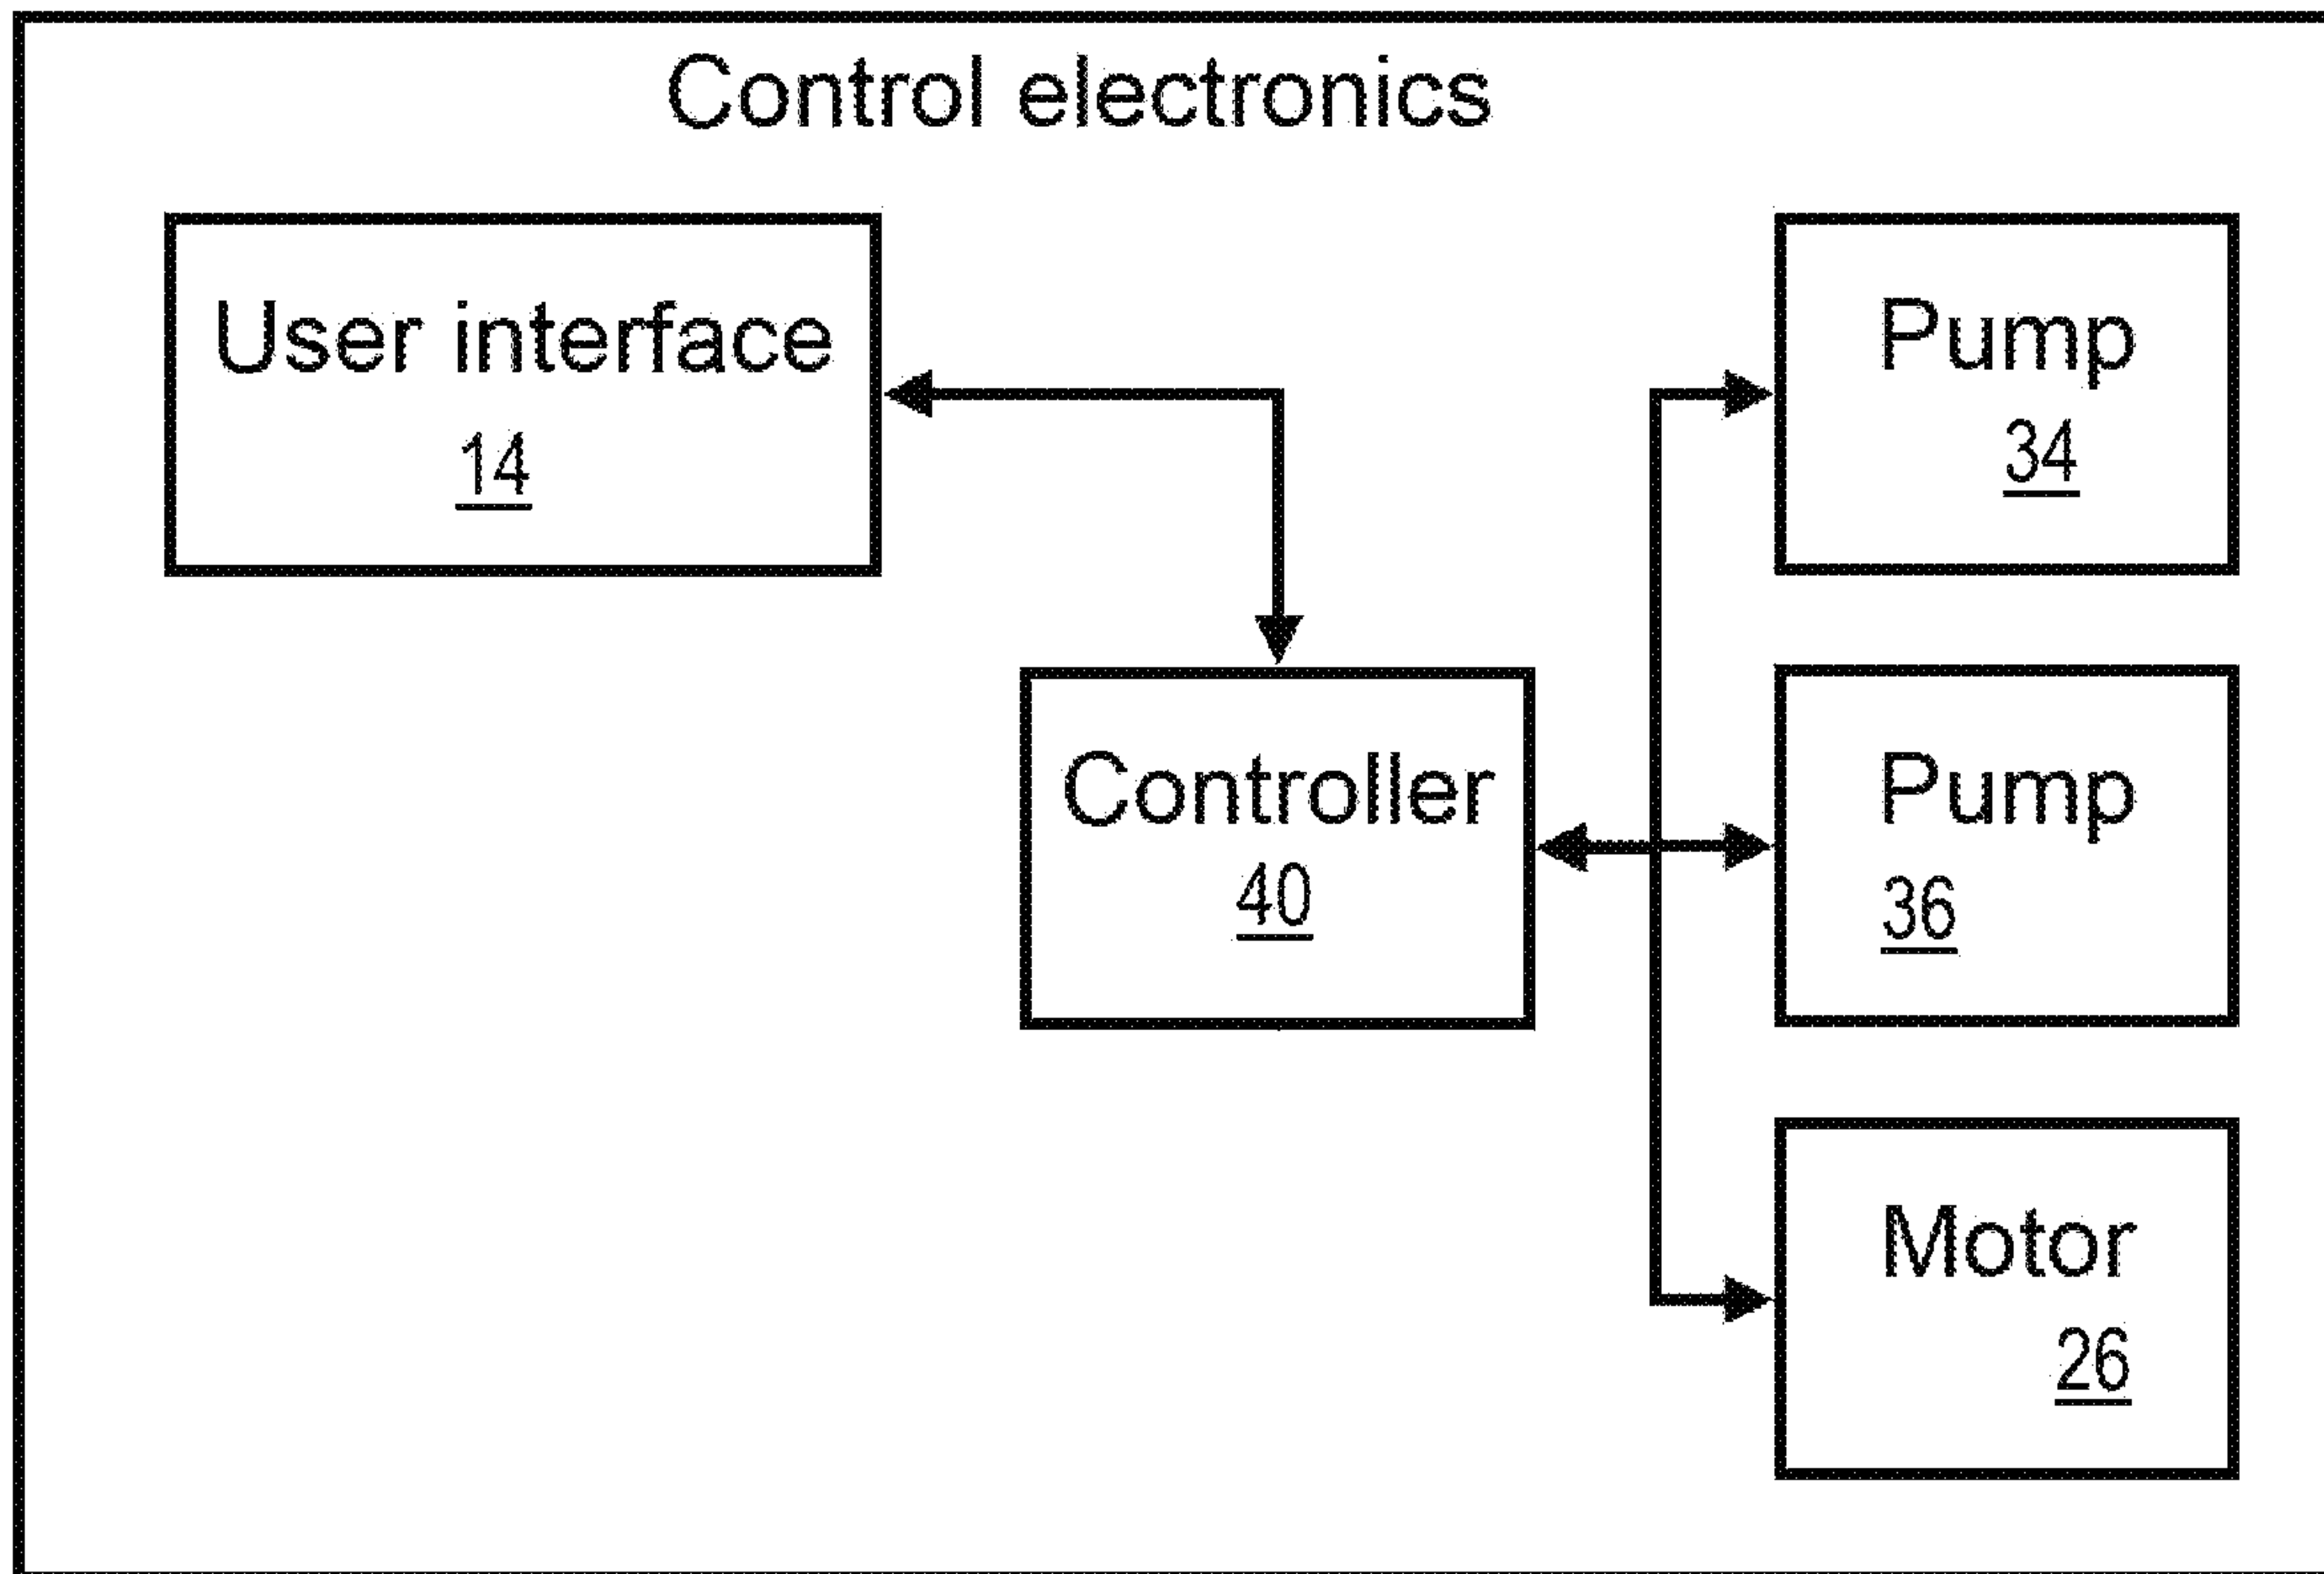 Control electronics
User interface
14
Pump
34
Controller
40
Pump
36
Motor
26